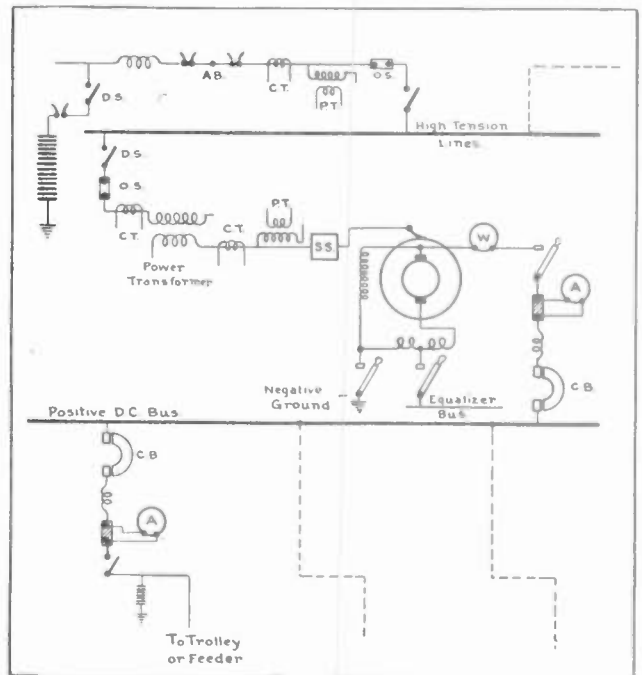 A.B.
C.T.
P.T.
O.S.
D.S.
High Tension
Lines.
D.S.
O.S.
C.T.
Power
Transformer
C.T.
P.T.
S.S.
W
A
C.B.
Negative
Ground
Equalizer
Bus.
Positive D.C. Bus
C.B
A
To Trolley
or Feeder